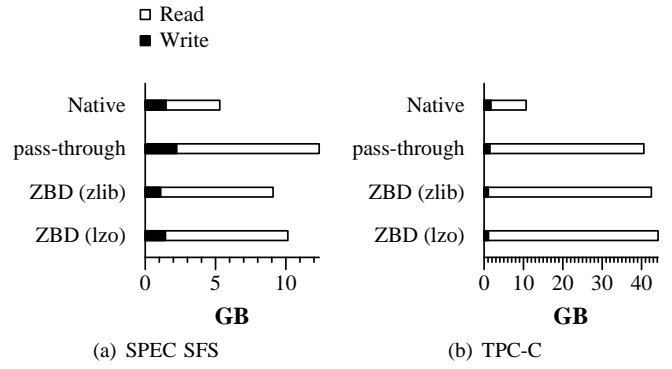 Read
Write
Native
pass-through
ZBD (zlib)
ZBD (lzo)
0 5 10
GB
(a) SPEC SFS
Native
pass-through
ZBD (zlib)
ZBD (lzo)
0 10 20 30 40
GB
(b) TPC-C